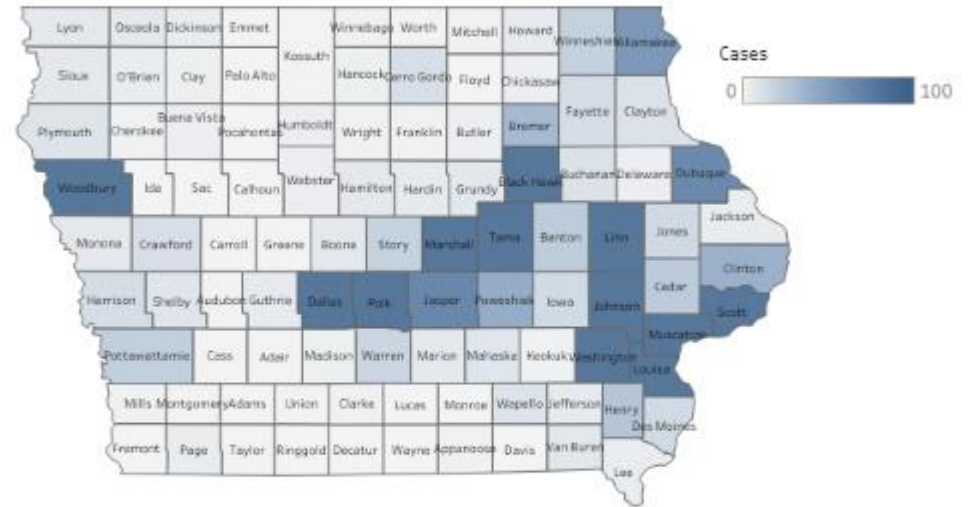 Lyon Osceola Dickinson Emmet Winnebago Worth Mitchell Howard Winneshiek Allamakee
Kossuth
Sioux O'Brien Clay Palo Alto Hancock Cerro Gordo Floyd Chickasaw
Plymouth Cherokee Buena Vista Pocahontas Humboldt Wright Franklin Butler Bremer Fayette Clayton
Woodbury Ida Sac Calhoun Webster Hamilton Hardin Grundy Black Hawk Buchanan Delaware Dubuque
Monona Crawford Carroll Greene Boone Story Marshall Tama Benton Linn Jones Jackson
Harrison Shelby Audubon Guthrie Dallas Polk Jasper Poweshiek Iowa Johnson Cedar Clinton
Scott
Muscatine
Pottawattamie Cass Adair Madison Warren Marion Mahaska Keokuk Washington Louisa
Mills Montgomery Adams Union Clarke Lucas Monroe Wapello Jefferson Henry Des Moines
Fremont Page Taylor Ringgold Decatur Wayne Appanoose Davis Van Buren Lee
Cases
0 100